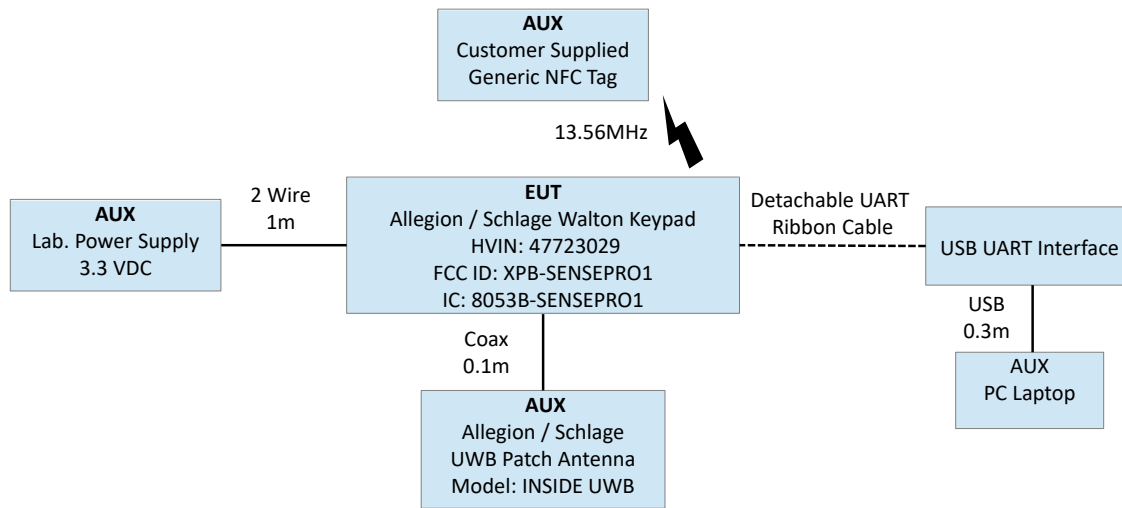 AUX
Customer Supplied
Generic NFC Tag
13.56MHz
2 Wire
1m
AUX
Lab. Power Supply
3.3 VDC
EUT
Allegion / Schlage Walton Keypad
HVIN: 47723029
FCC ID: XPB-SENSEPRO1
IC: 8053B-SENSEPRO1
Detachable UART
Ribbon Cable
USB UART Interface
USB
0.3m
AUX
PC Laptop
Coax
0.1m
AUX
Allegion / Schlage
UWB Patch Antenna
Model: INSIDE UWB